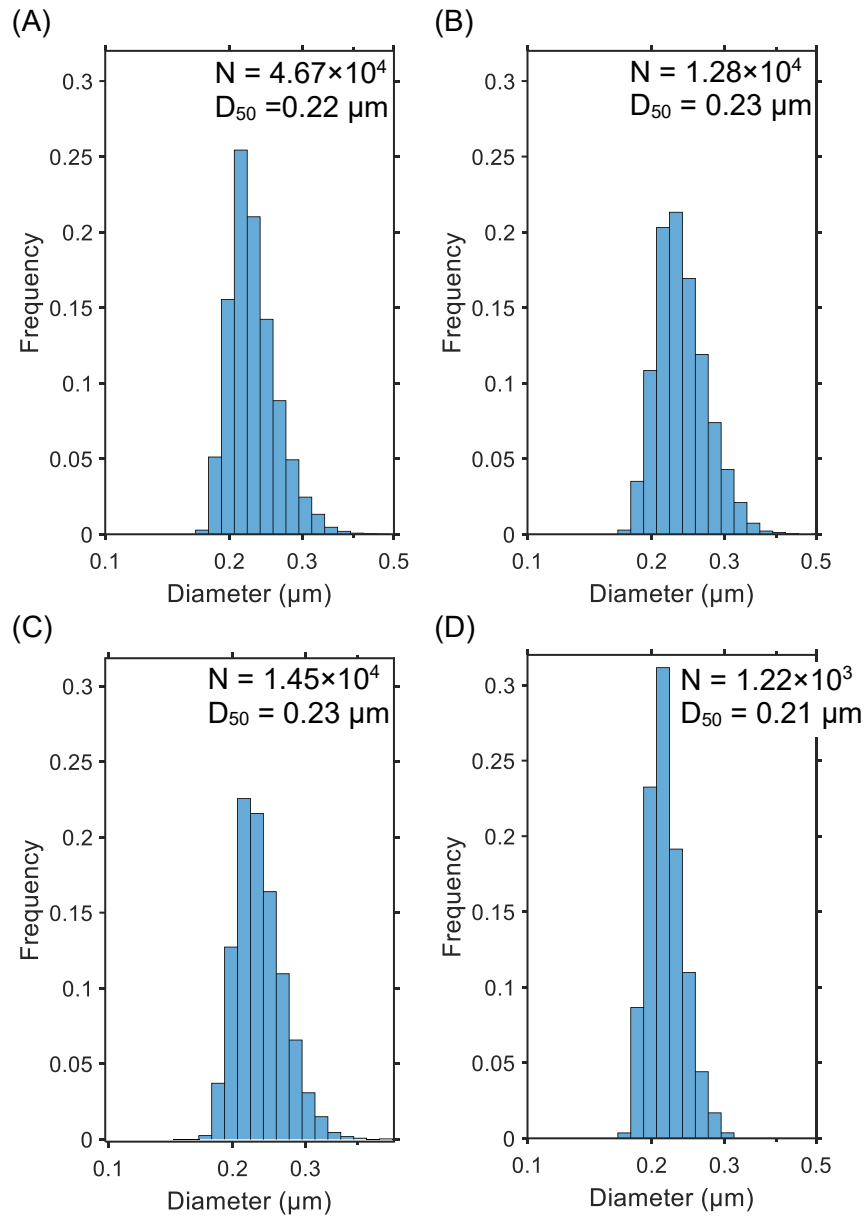 (A)
N = 4.67×10⁴
D₅₀ =0.22 µm
0.3
0.25
0.2
0.15
0.1
0.05
0
Frequency
0.1 0.2 0.3 0.5
Diameter (µm)
(B)
N = 1.28×10⁴
D₅₀ = 0.23 µm
0.3
0.25
0.2
0.15
0.1
0.05
0
Frequency
0.1 0.2 0.3 0.5
Diameter (µm)
(C)
N = 1.45×10⁴
D₅₀ = 0.23 µm
0.3
0.25
0.2
0.15
0.1
0.05
0
Frequency
0.1 0.2 0.3
Diameter (µm)
(D)
N = 1.22×10³
D₅₀ = 0.21 µm
0.3
0.25
0.2
0.15
0.1
0.05
0
Frequency
0.1 0.2 0.3 0.5
Diameter (µm)